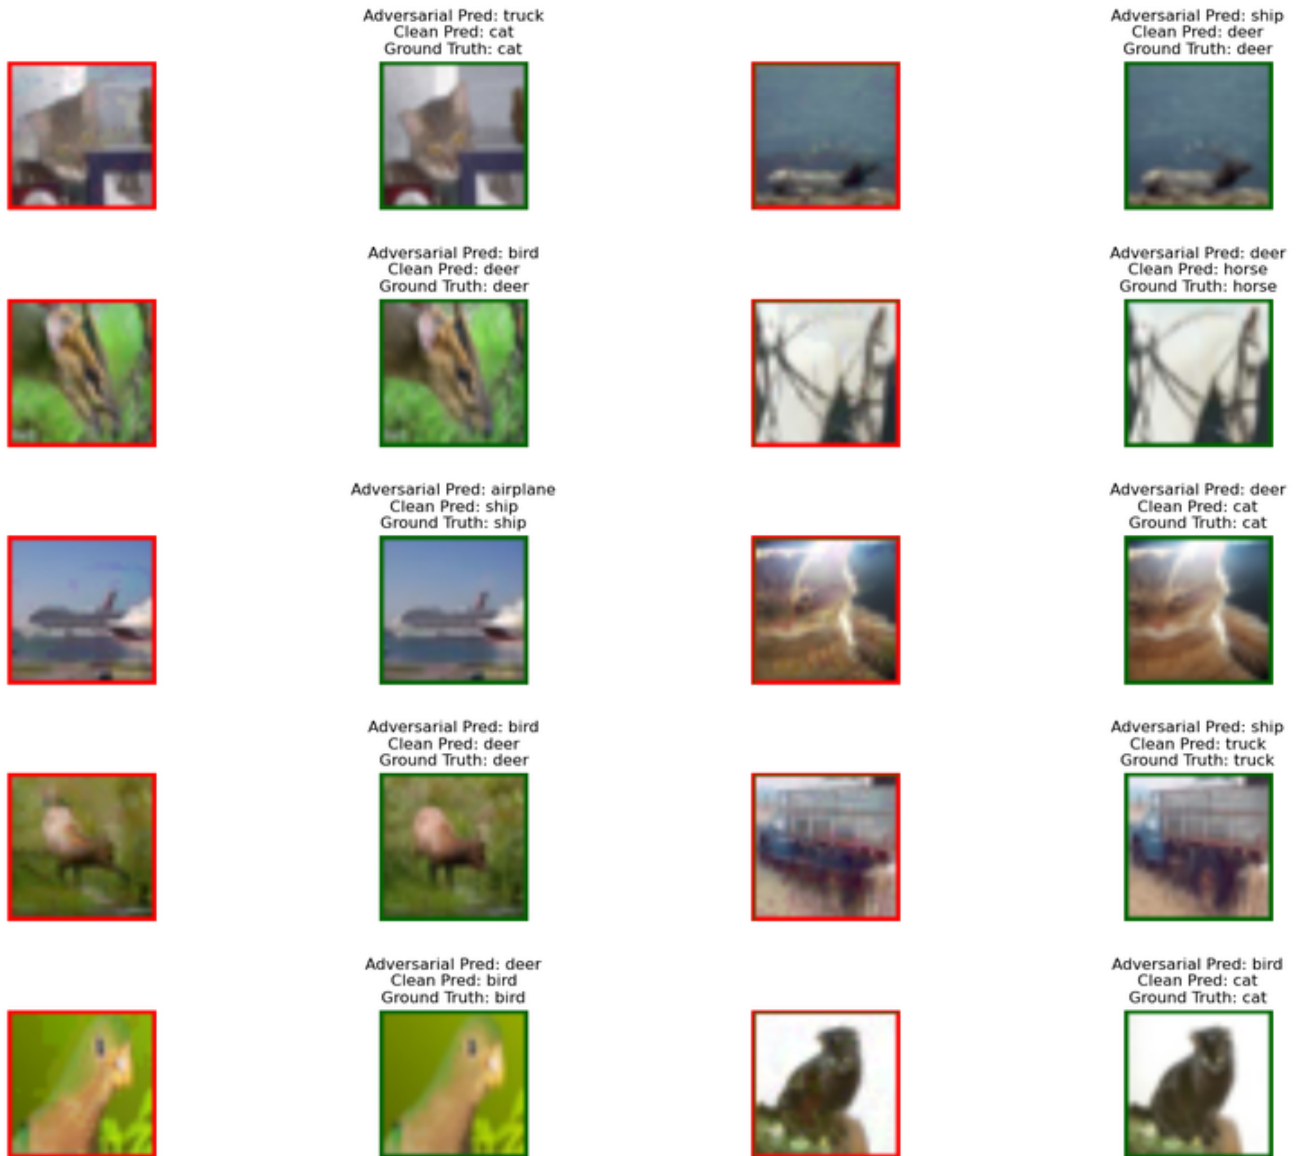 Adversarial Pred: truck
Clean Pred: cat
Ground Truth: cat
Adversarial Pred: ship
Clean Pred: deer
Ground Truth: deer
Adversarial Pred: bird
Clean Pred: deer
Ground Truth: deer
Adversarial Pred: deer
Clean Pred: horse
Ground Truth: horse
Adversarial Pred: airplane
Clean Pred: ship
Ground Truth: ship
Adversarial Pred: deer
Clean Pred: cat
Ground Truth: cat
Adversarial Pred: bird
Clean Pred: deer
Ground Truth: deer
Adversarial Pred: ship
Clean Pred: truck
Ground Truth: truck
Adversarial Pred: deer
Clean Pred: bird
Ground Truth: bird
Adversarial Pred: bird
Clean Pred: cat
Ground Truth: cat